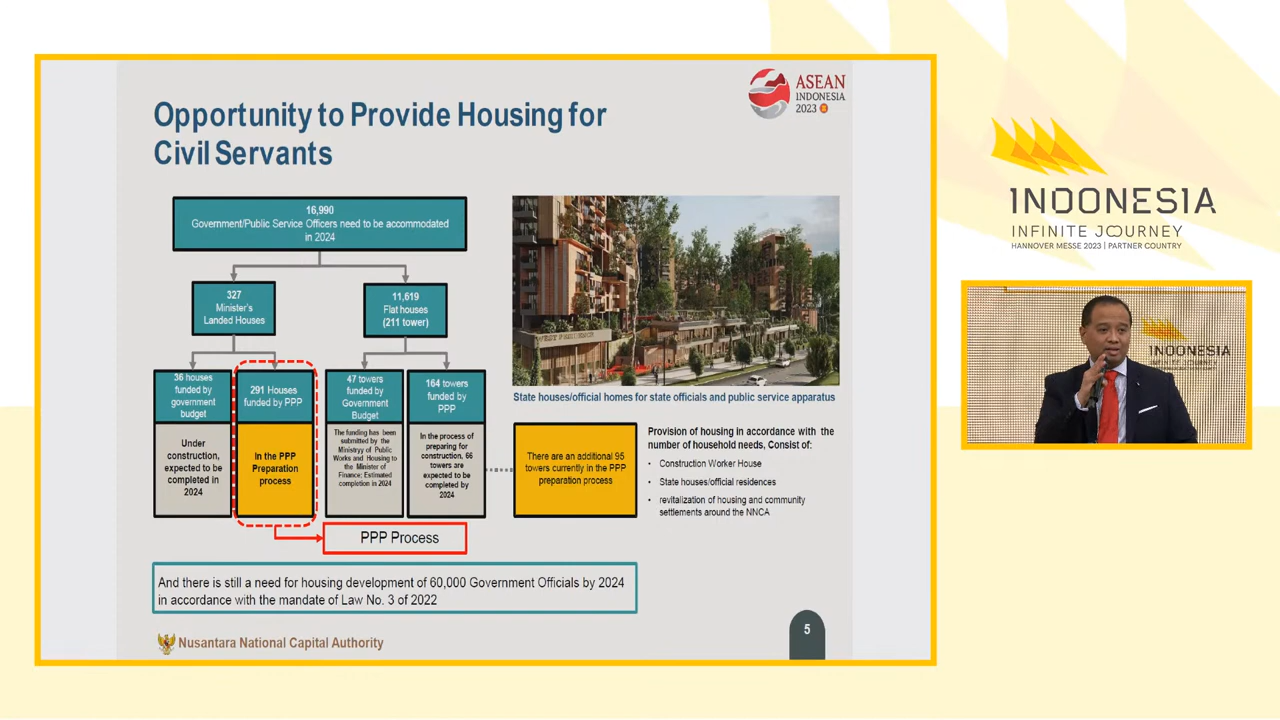 ASEAN
INDONESIA
2023
Opportunity to Provide Housing for
Civil Servants
16,990
Government/Public Service Officers need to be accommodated
in 2024
327
Minister's
Landed Houses
11,619
Flat houses
(211 tower)
36 houses
funded by
government
budget
291 Houses
funded by PPP
47 towers
funded by
Government
Budget
164 towers
funded by
PPP
Under
construction,
expected to be
completed in
2024
In the PPP
Preparation
process
The funding has been
submitted by the
Ministryry of Public
Works and Housing to
the Minister of
Finance; Estimated
completion in 2024
In the process of
preparing for
construction, 66
towers are
expected to be
completed by
2024
There are an additional 95
towers currently in the PPP
preparation process
PPP Process
State houses/official homes for state officials and public service apparatus
Provision of housing in accordance with the
number of household needs, Consist of:
• Construction Worker House
• State houses/official residences
• revitalization of housing and community
settlements around the NNCA
And there is still a need for housing development of 60,000 Government Officials by 2024
in accordance with the mandate of Law No. 3 of 2022
Nusantara National Capital Authority
5
INDONESIA
INFINITE JOURNEY
HANNOVER MESSE 2023 | PARTNER COUNTRY
INDONESIA